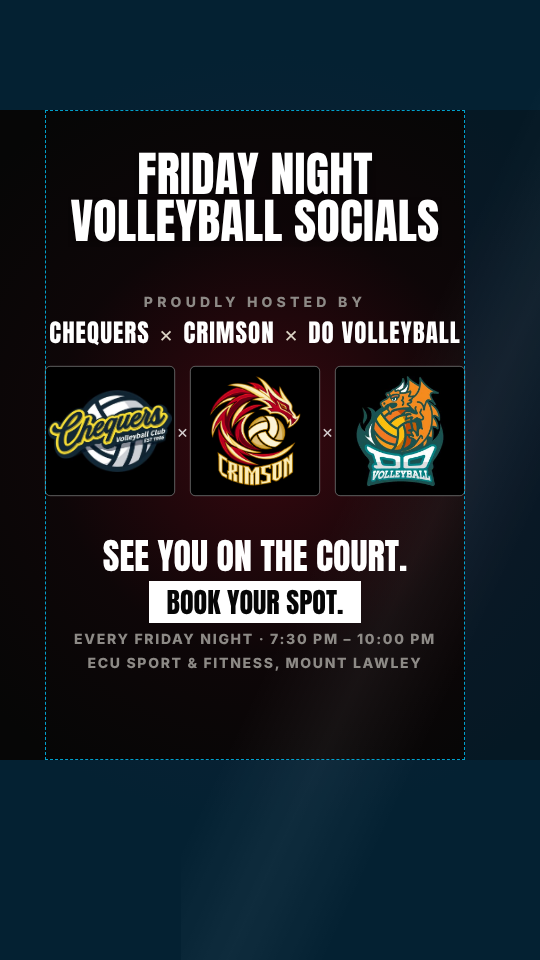 FRIDAY NIGHT
VOLLEYBALL SOCIALS
PROUDLY HOSTED BY
CHEQUERS × CRIMSON × DO VOLLEYBALL
Chequers
Volleyball Club
EST 1986
×
CRIMSON
×
DO
VOLLEYBALL
SEE YOU ON THE COURT.
BOOK YOUR SPOT.
EVERY FRIDAY NIGHT · 7:30 PM – 10:00 PM
ECU SPORT & FITNESS, MOUNT LAWLEY